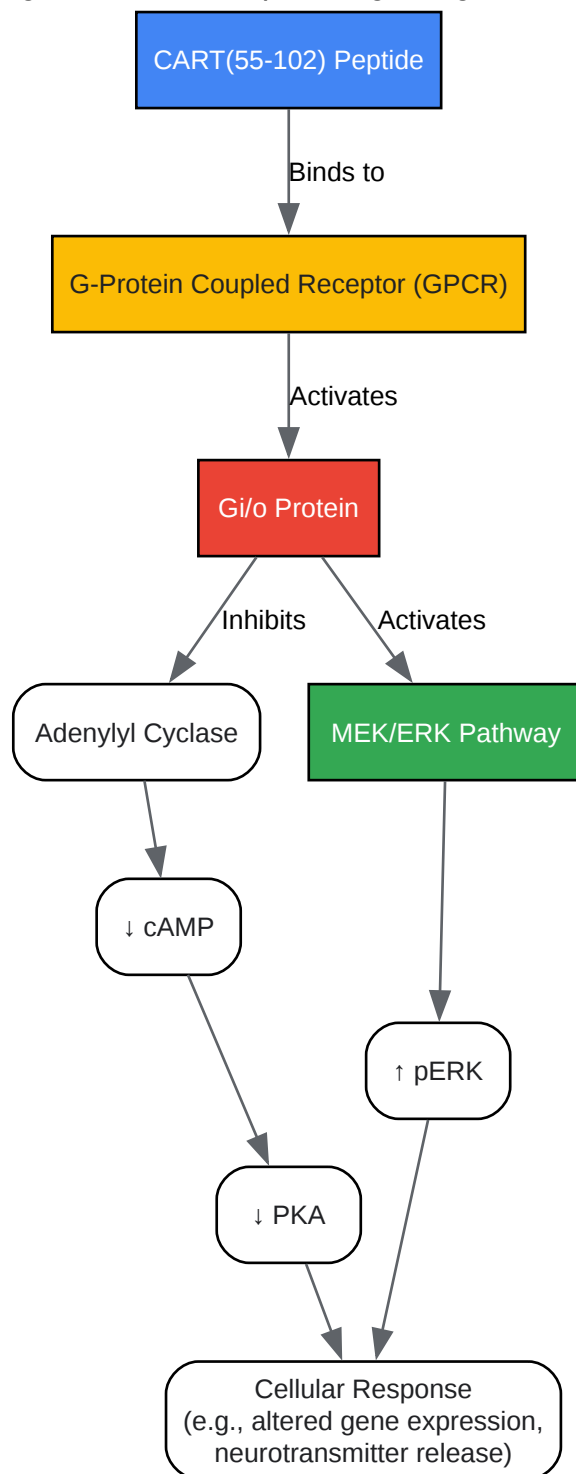 CART(55-102) Peptide
Binds to
G-Protein Coupled Receptor (GPCR)
Activates
Gi/o Protein
Inhibits
Activates
Adenylyl Cyclase
MEK/ERK Pathway
↓ cAMP
↑ pERK
↓ PKA
Cellular Response
(e.g., altered gene expression,
neurotransmitter release)